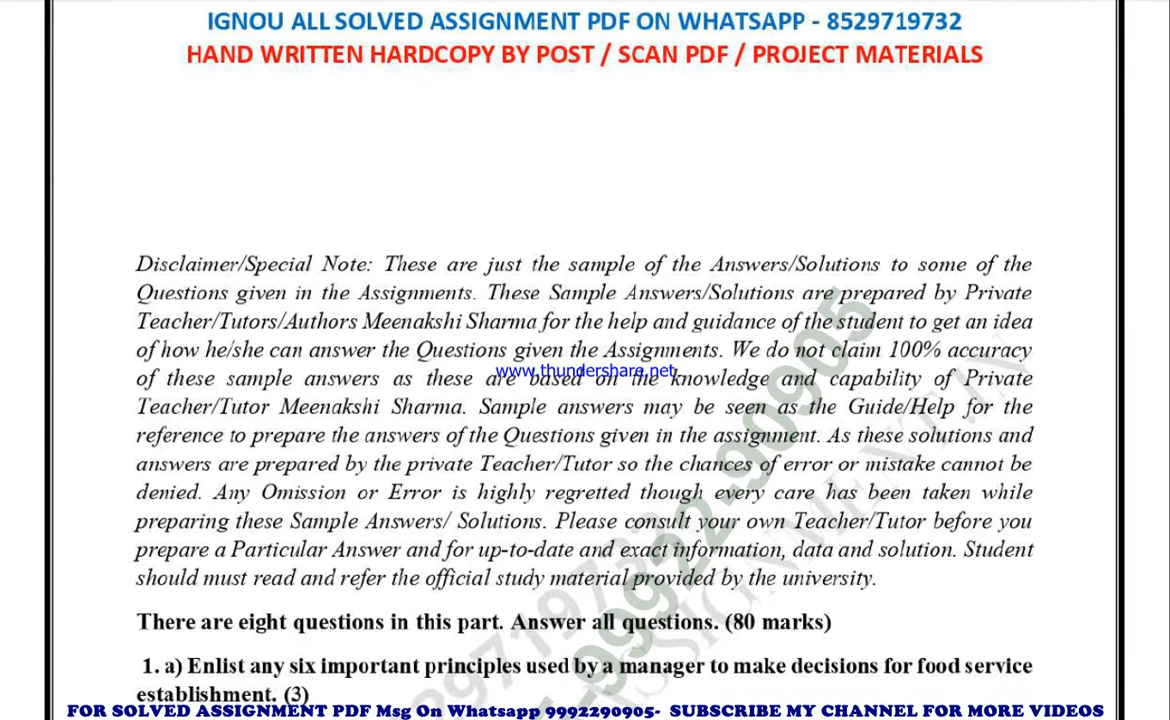 IGNOU ALL SOLVED ASSIGNMENT PDF ON WHATSAPP - 8529719732
HAND WRITTEN HARDCOPY BY POST / SCAN PDF / PROJECT MATERIALS
Disclaimer/Special Note: These are just the sample of the Answers/Solutions to some of the
Questions given in the Assignments. These Sample Answers/Solutions are prepared by Private
Teacher/Tutors/Authors Meenakshi Sharma for the help and guidance of the student to get an idea
of how he/she can answer the Questions given the Assignments. We do not claim 100% accuracy
www.thundershare.net
of these sample answers as these are based on the knowledge and capability of Private
Teacher/Tutor Meenakshi Sharma. Sample answers may be seen as the Guide/Help for the
reference to prepare the answers of the Questions given in the assignment. As these solutions and
answers are prepared by the private Teacher/Tutor so the chances of error or mistake cannot be
denied. Any Omission or Error is highly regretted though every care has been taken while
preparing these Sample Answers/ Solutions. Please consult your own Teacher/Tutor before you
prepare a Particular Answer and for up-to-date and exact information, data and solution. Student
should must read and refer the official study material provided by the university.
There are eight questions in this part. Answer all questions. (80 marks)
1. a) Enlist any six important principles used by a manager to make decisions for food service
establishment. (3)
FOR SOLVED ASSIGNMENT PDF Msg On Whatsapp 9992290905- SUBSCRIBE MY CHANNEL FOR MORE VIDEOS